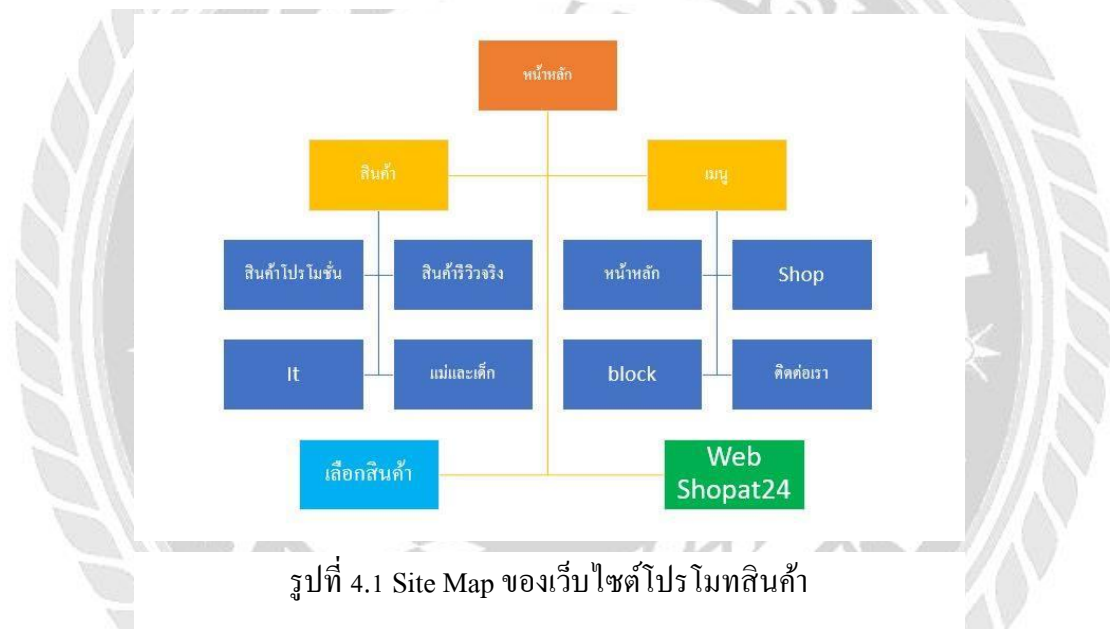 หน้าหลัก
สินค้า
เมนู
สินค้าโปรโมชั่น
สินค้ารีวิวจริง
หน้าหลัก
Shop
It
แม่และเด็ก
block
ติดต่อเรา
เลือกสินค้า
Web
Shopat24
รูปที่ 4.1 Site Map ของเว็บไซต์โปรโมทสินค้า